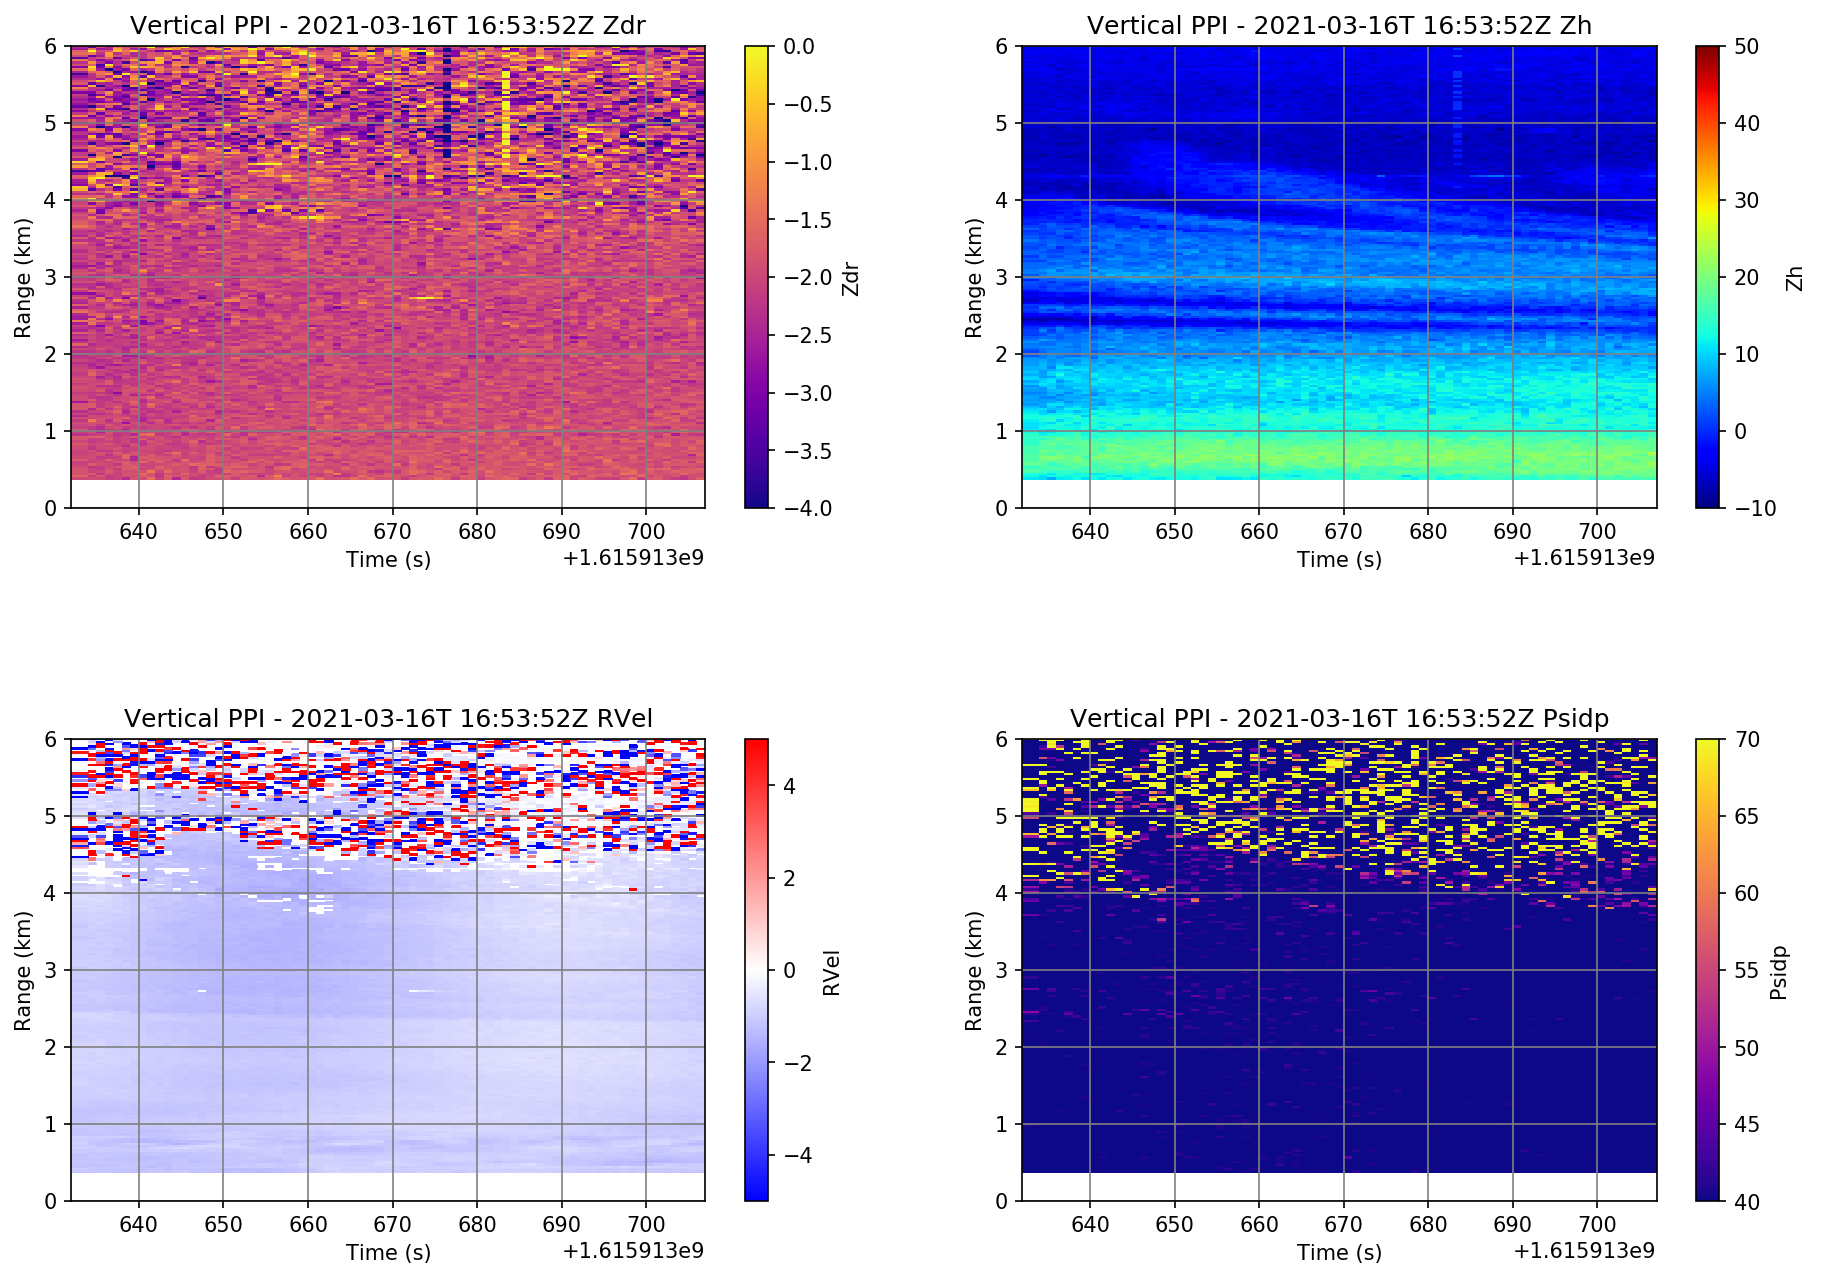 Vertical PPI - 2021-03-16T 16:53:52Z Zdr
6
5
4
3
2
1
0
Range (km)
640 650 660 670 680 690 700
Time (s)
+1.615913e9
0.0
−0.5
−1.0
−1.5
−2.0
−2.5
−3.0
−3.5
−4.0
Zdr
Vertical PPI - 2021-03-16T 16:53:52Z Zh
6
5
4
3
2
1
0
Range (km)
640 650 660 670 680 690 700
Time (s)
+1.615913e9
50
40
30
20
10
0
−10
Zh
Vertical PPI - 2021-03-16T 16:53:52Z RVel
6
5
4
3
2
1
0
Range (km)
640 650 660 670 680 690 700
Time (s)
+1.615913e9
4
2
0
−2
−4
RVel
Vertical PPI - 2021-03-16T 16:53:52Z Psidp
6
5
4
3
2
1
0
Range (km)
640 650 660 670 680 690 700
Time (s)
+1.615913e9
70
65
60
55
50
45
40
Psidp